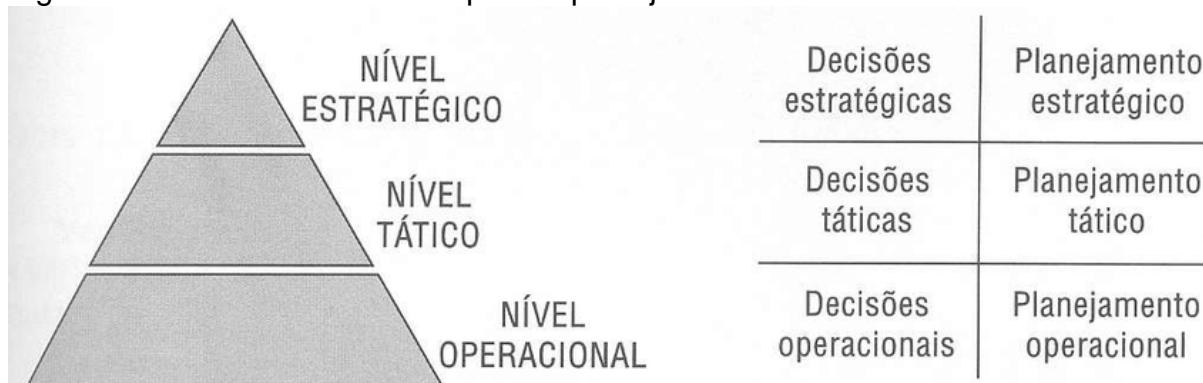 NÍVEL
ESTRATÉGICO
Decisões
estratégicas
Planejamento
estratégico
NÍVEL
TÁTICO
Decisões
táticas
Planejamento
tático
NÍVEL
OPERACIONAL
Decisões
operacionais
Planejamento
operacional